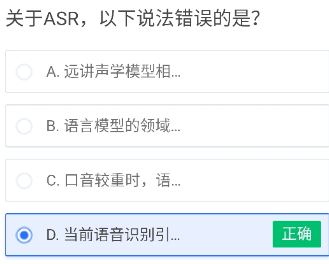 关于ASR，以下说法错误的是？
A. 远讲声学模型相...
B. 语言模型的领域...
C. 口音较重时，语...
D. 当前语音识别引...
正确